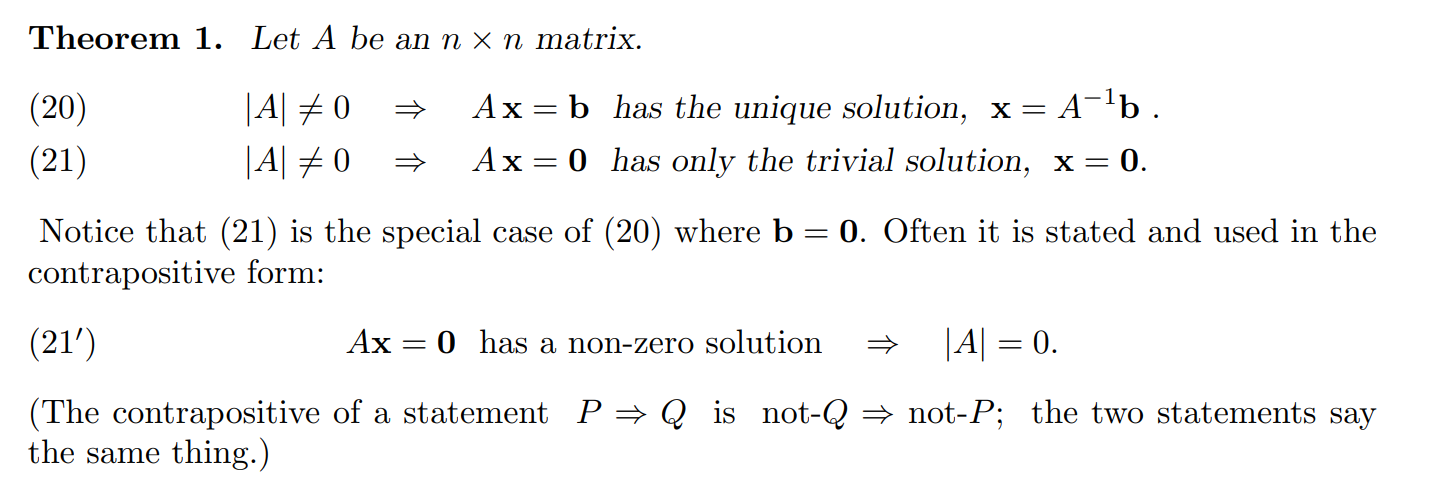 Theorem 1. Let A be an n × n matrix.
(20) |A| ≠ 0 ⇒ A x = b has the unique solution, x = A⁻¹b .
(21) |A| ≠ 0 ⇒ A x = 0 has only the trivial solution, x = 0.
Notice that (21) is the special case of (20) where b = 0. Often it is stated and used in the
contrapositive form:
(21′) Ax = 0 has a non-zero solution ⇒ |A| = 0.
(The contrapositive of a statement P ⇒ Q is not-Q ⇒ not-P; the two statements say
the same thing.)